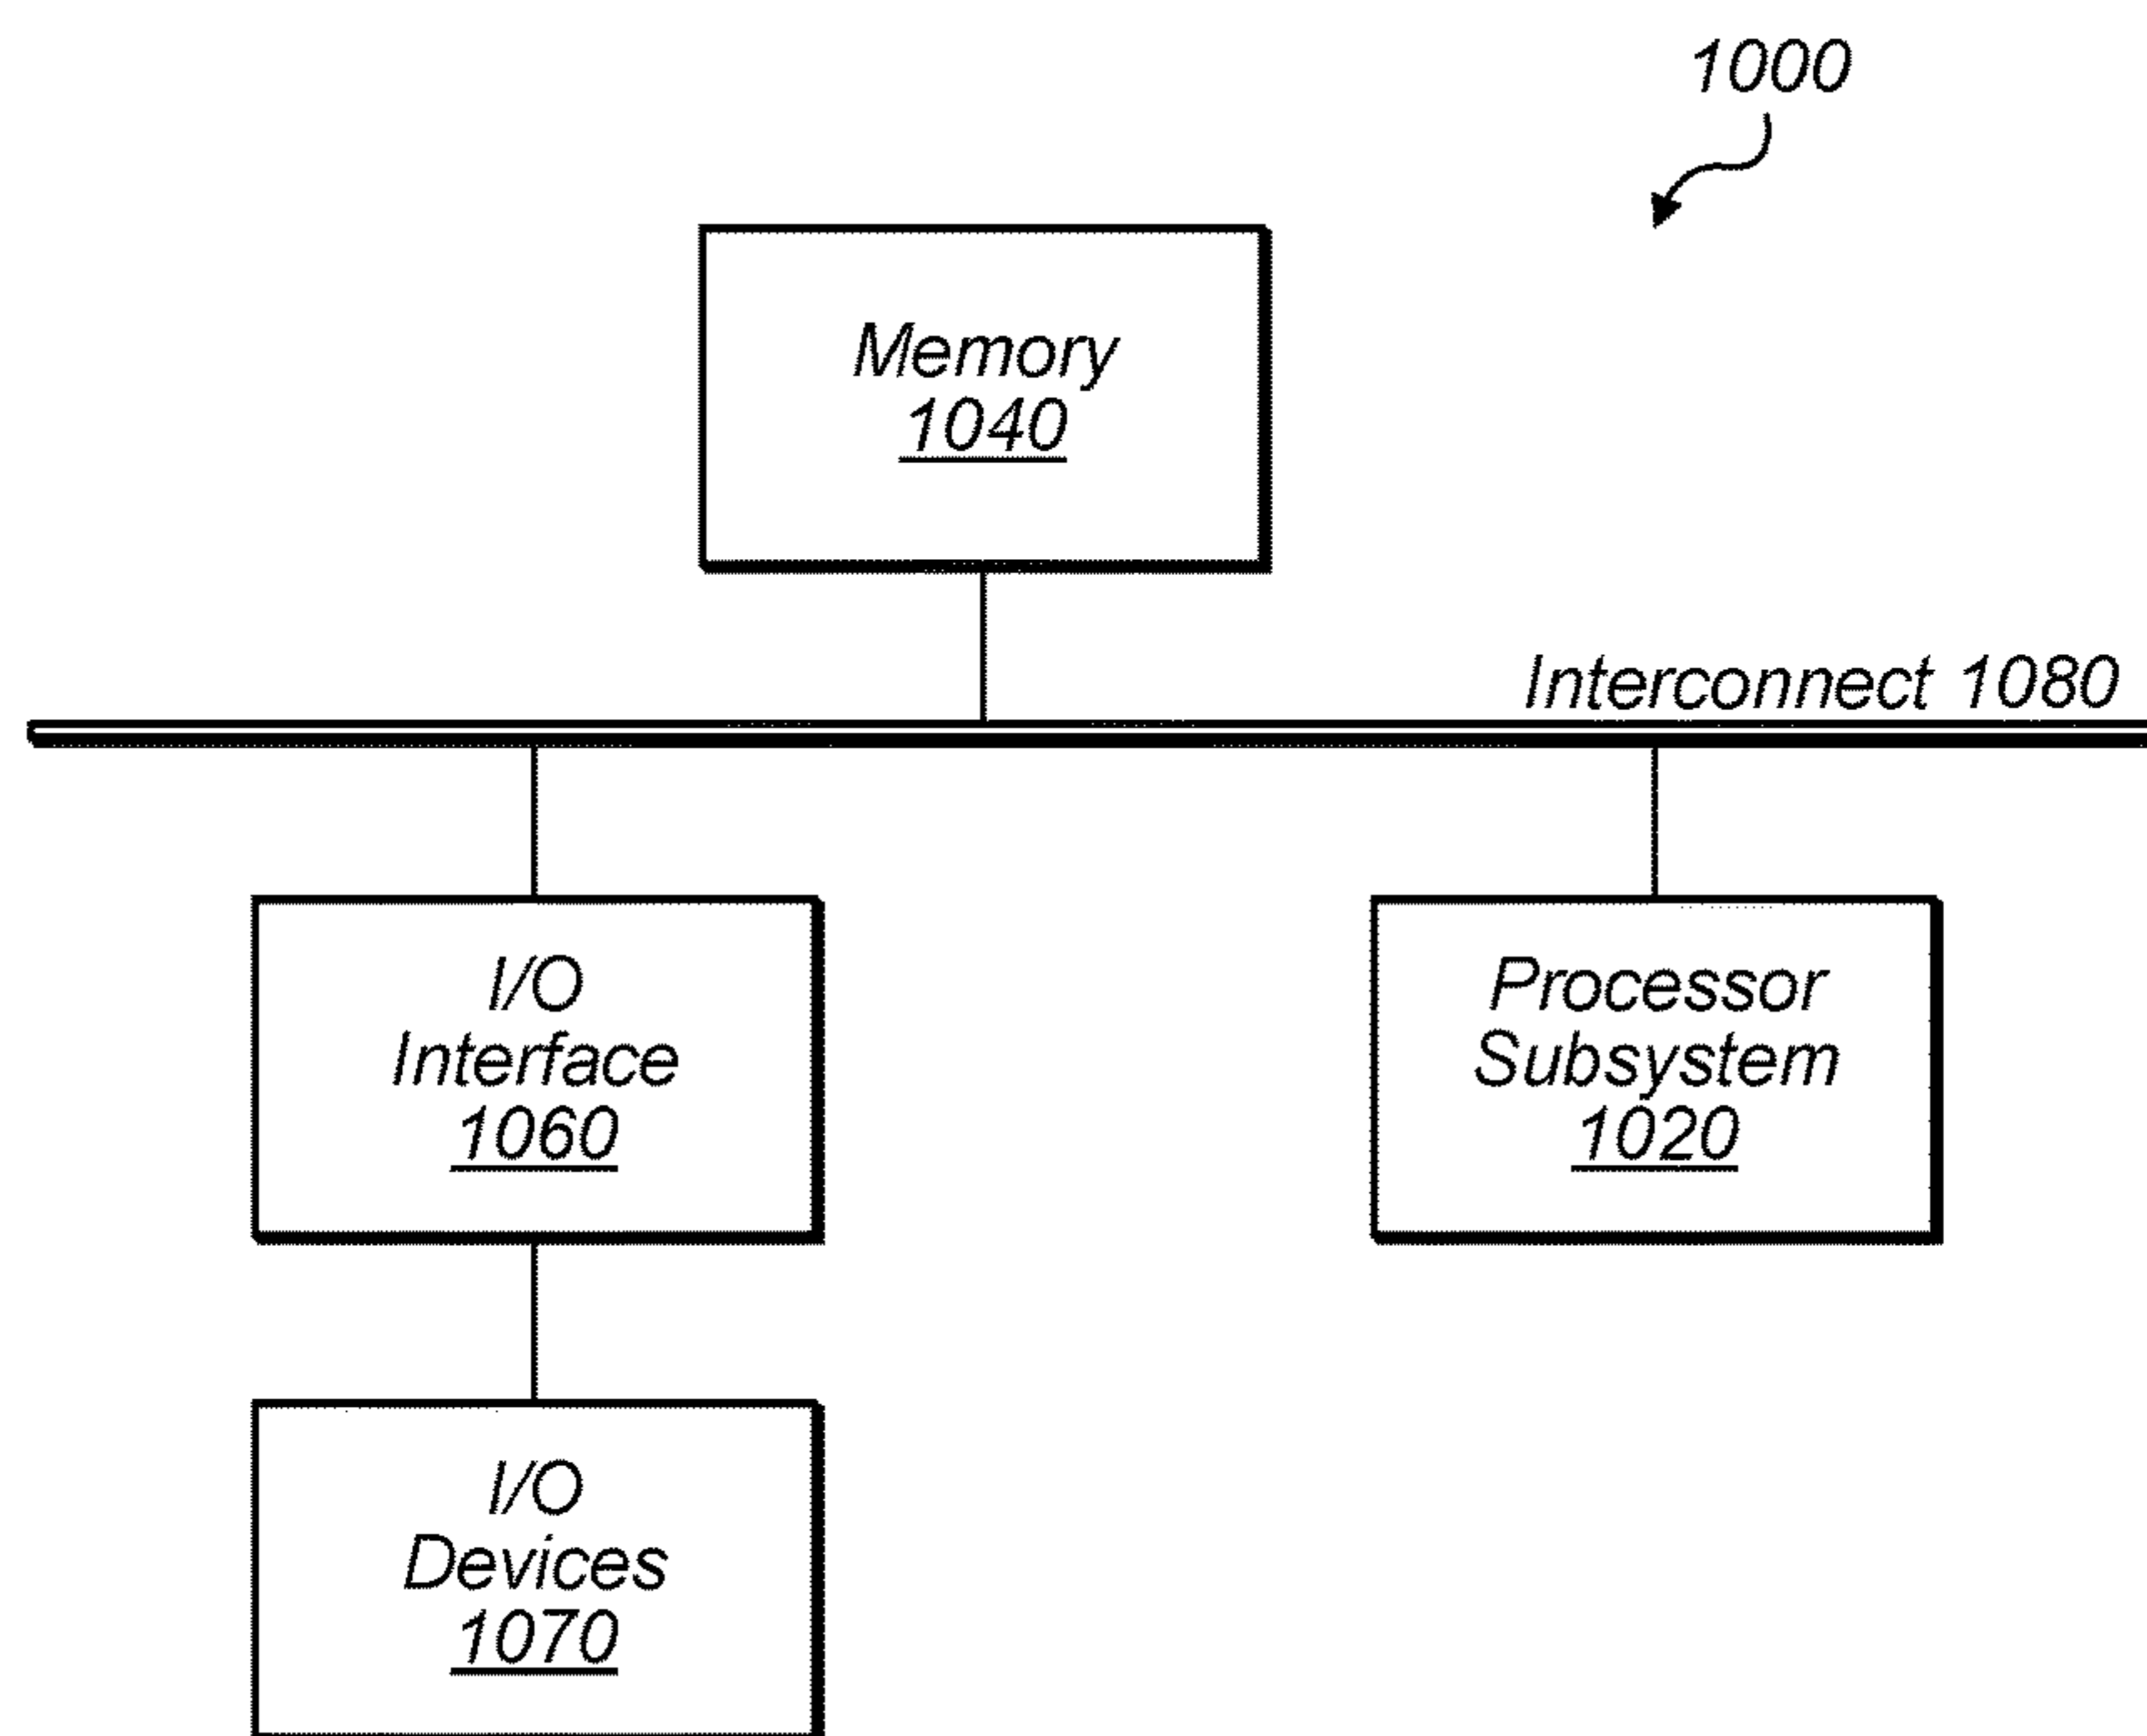 1000
Memory
1040
Interconnect 1080
I/O
Interface
1060
Processor
Subsystem
1020
I/O
Devices
1070